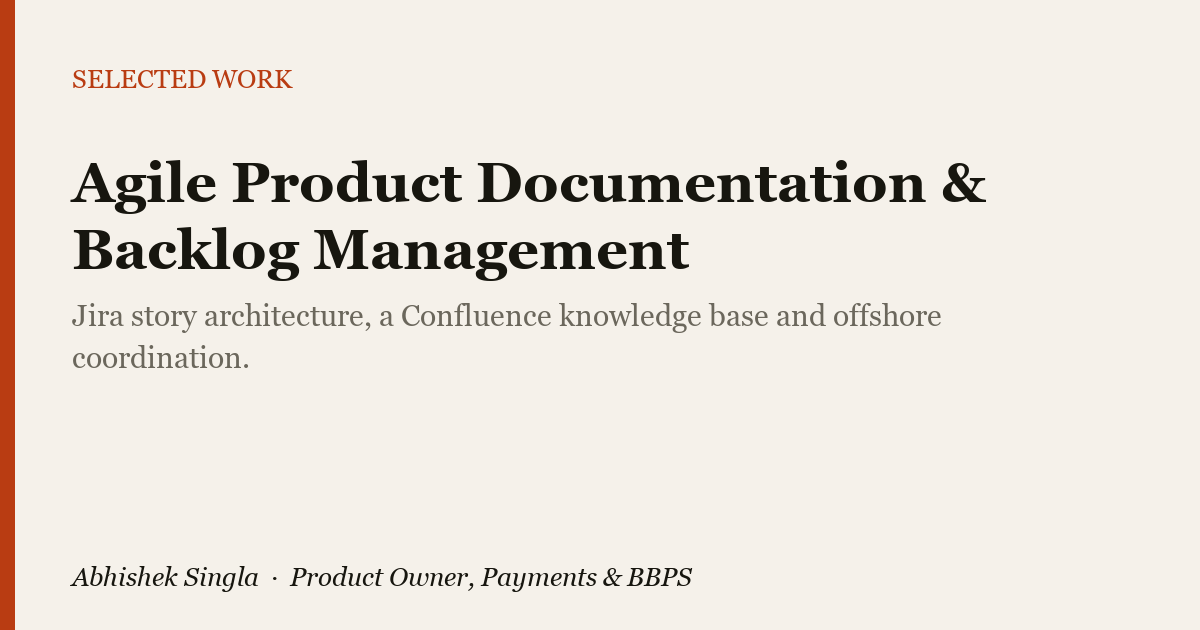 SELECTED WORK
Agile Product Documentation &
Backlog Management
Jira story architecture, a Confluence knowledge base and offshore
coordination.
Abhishek Singla · Product Owner, Payments & BBPS